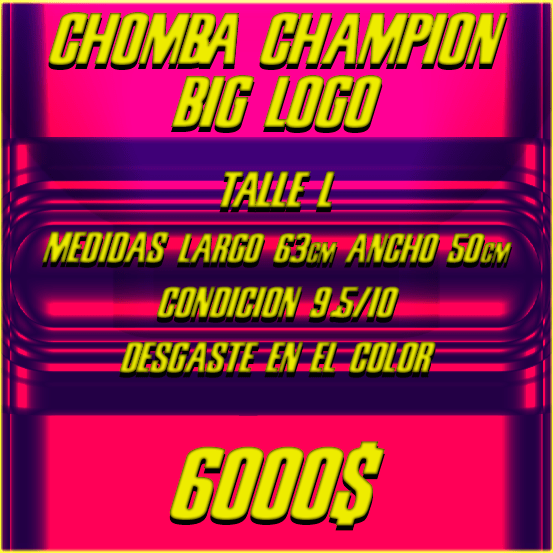 CHOMBA CHAMPION
BIG LOGO
TALLE L
MEDIDAS LARGO 63CM ANCHO 50CM
CONDICION 9.5/10
DESGASTE EN EL COLOR
6000$